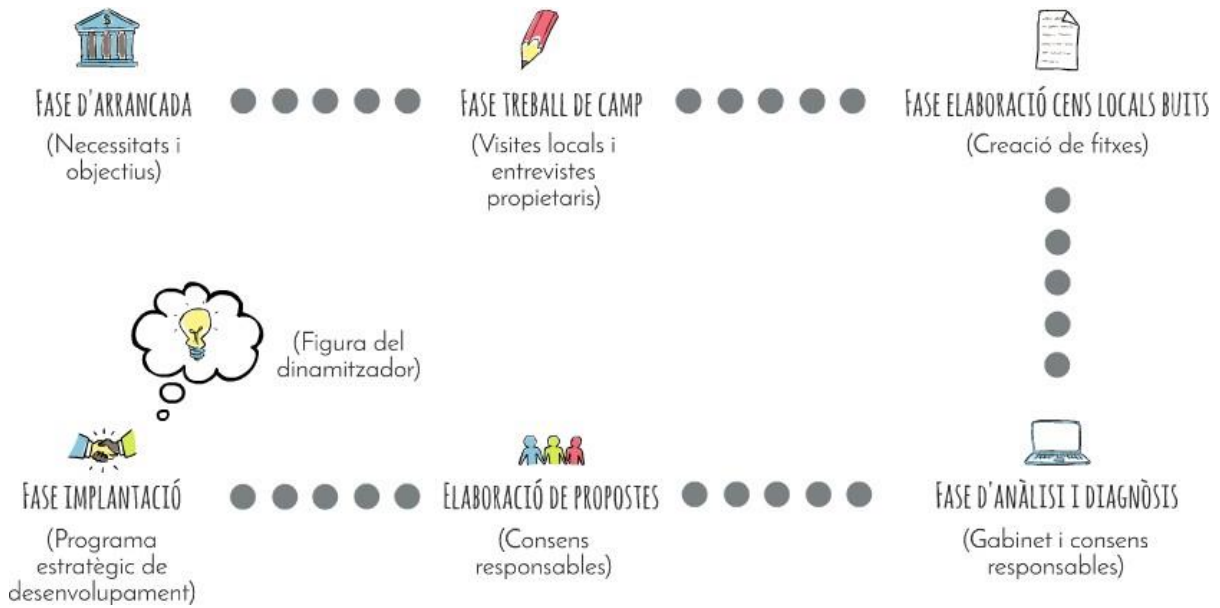 FASE D'ARRANCADA
(Necessitats i
objectius)
FASE TREBALL DE CAMP
(Visites locals i
entrevistes
propietaris)
FASE ELABORACIÓ CENS LOCALS BUITS
(Creació de fitxes)
(Figura del
dinamitzador)
FASE D'ANÀLISI I DIAGNÒSIS
(Gabinet i consens
responsables)
ELABORACIÓ DE PROPOSTES
(Consens
responsables)
FASE IMPLANTACIÓ
(Programa
estratègic de
desenvolupament)